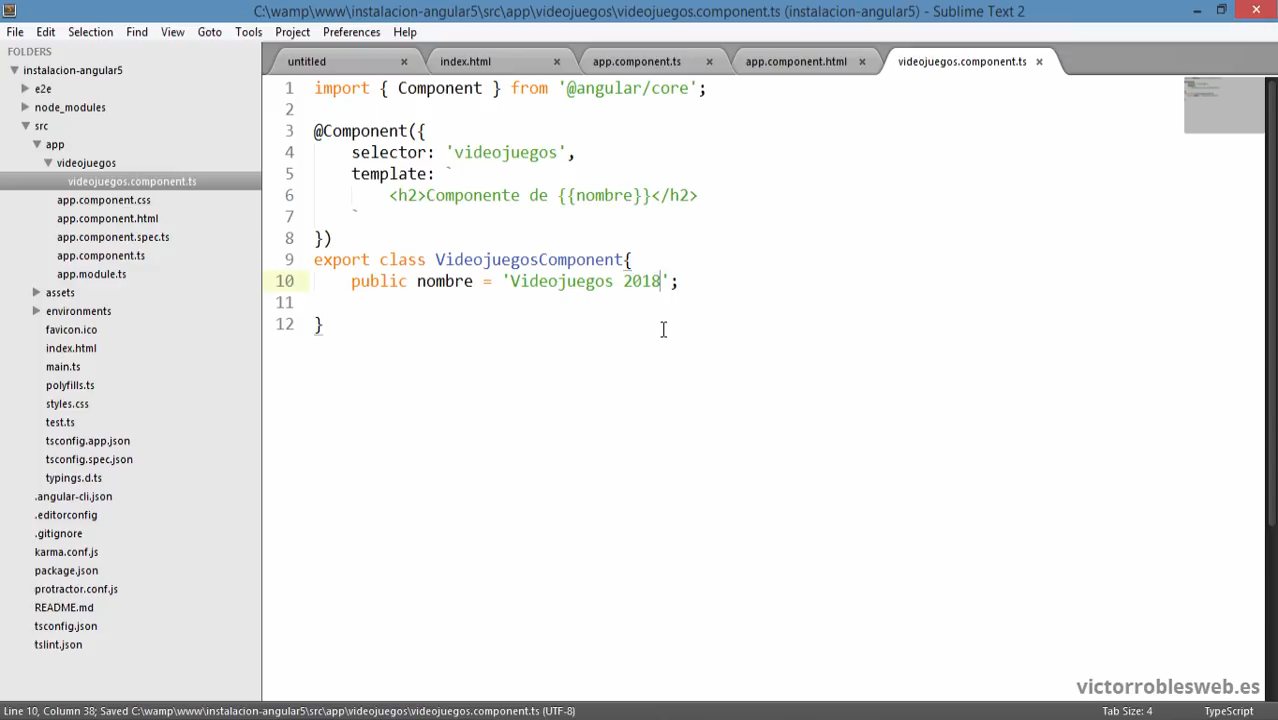 C:\wamp\www\instalacion-angular5\src\app\videojuegos\videojuegos.component.ts (instalacion-angular5) - Sublime Text 2
File Edit Selection Find View Goto Tools Project Preferences Help
FOLDERS
instalacion-angular5
e2e
node_modules
src
app
videojuegos
videojuegos.component.ts
app.component.css
app.component.html
app.component.spec.ts
app.component.ts
app.module.ts
assets
environments
favicon.ico
index.html
main.ts
polyfills.ts
styles.css
test.ts
tsconfig.app.json
tsconfig.spec.json
typings.d.ts
.angular-cli.json
.editorconfig
.gitignore
karma.conf.js
package.json
protractor.conf.js
README.md
tsconfig.json
tslint.json
untitled × index.html × app.component.ts × app.component.html × videojuegos.component.ts ×
1 import { Component } from '@angular/core';
2
3 @Component({
4 selector: 'videojuegos',
5 template: `
6 <h2>Componente de {{nombre}}</h2>
7 `
8 })
9 export class VideojuegosComponent{
10 public nombre = 'Videojuegos 2018';
11
12 }
victorroblesweb.es
Line 10, Column 38; Saved C:\wamp\www\instalacion-angular5\src\app\videojuegos\videojuegos.component.ts (UTF-8) Tab Size: 4 TypeScript